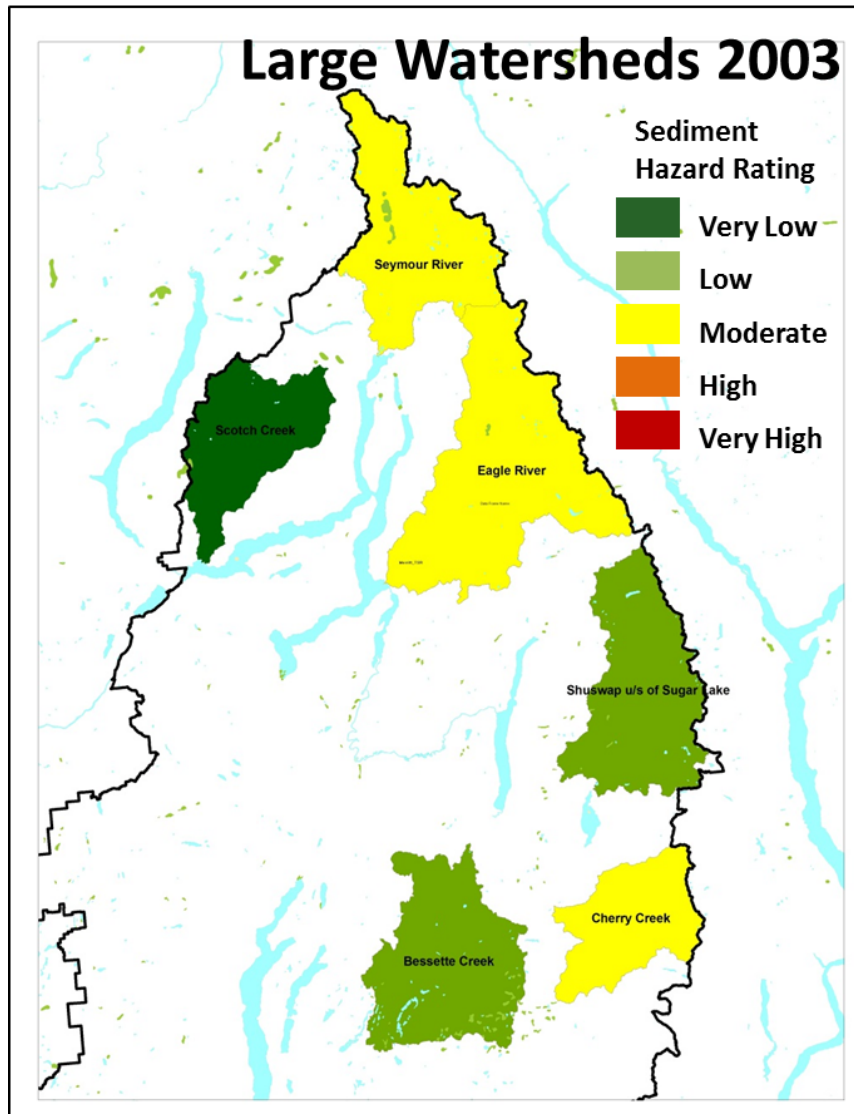 Large Watersheds 2003
Sediment
Hazard Rating
Very Low
Low
Moderate
High
Very High
Seymour River
Scotch Creek
Eagle River
Shuswap u/s of Sugar Lake
Cherry Creek
Bessette Creek